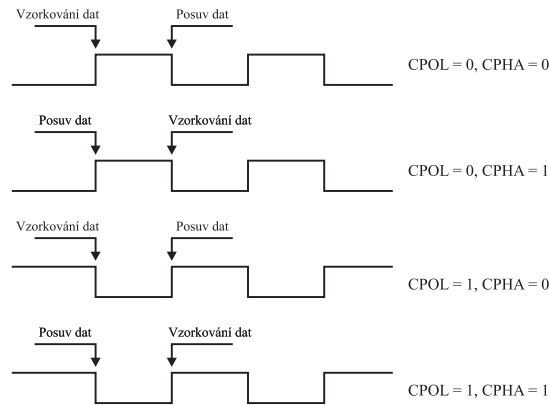 Vzorkování dat Posuv dat
CPOL = 0, CPHA = 0
Posuv dat Vzorkování dat
CPOL = 0, CPHA = 1
Vzorkování dat Posuv dat
CPOL = 1, CPHA = 0
Posuv dat Vzorkování dat
CPOL = 1, CPHA = 1